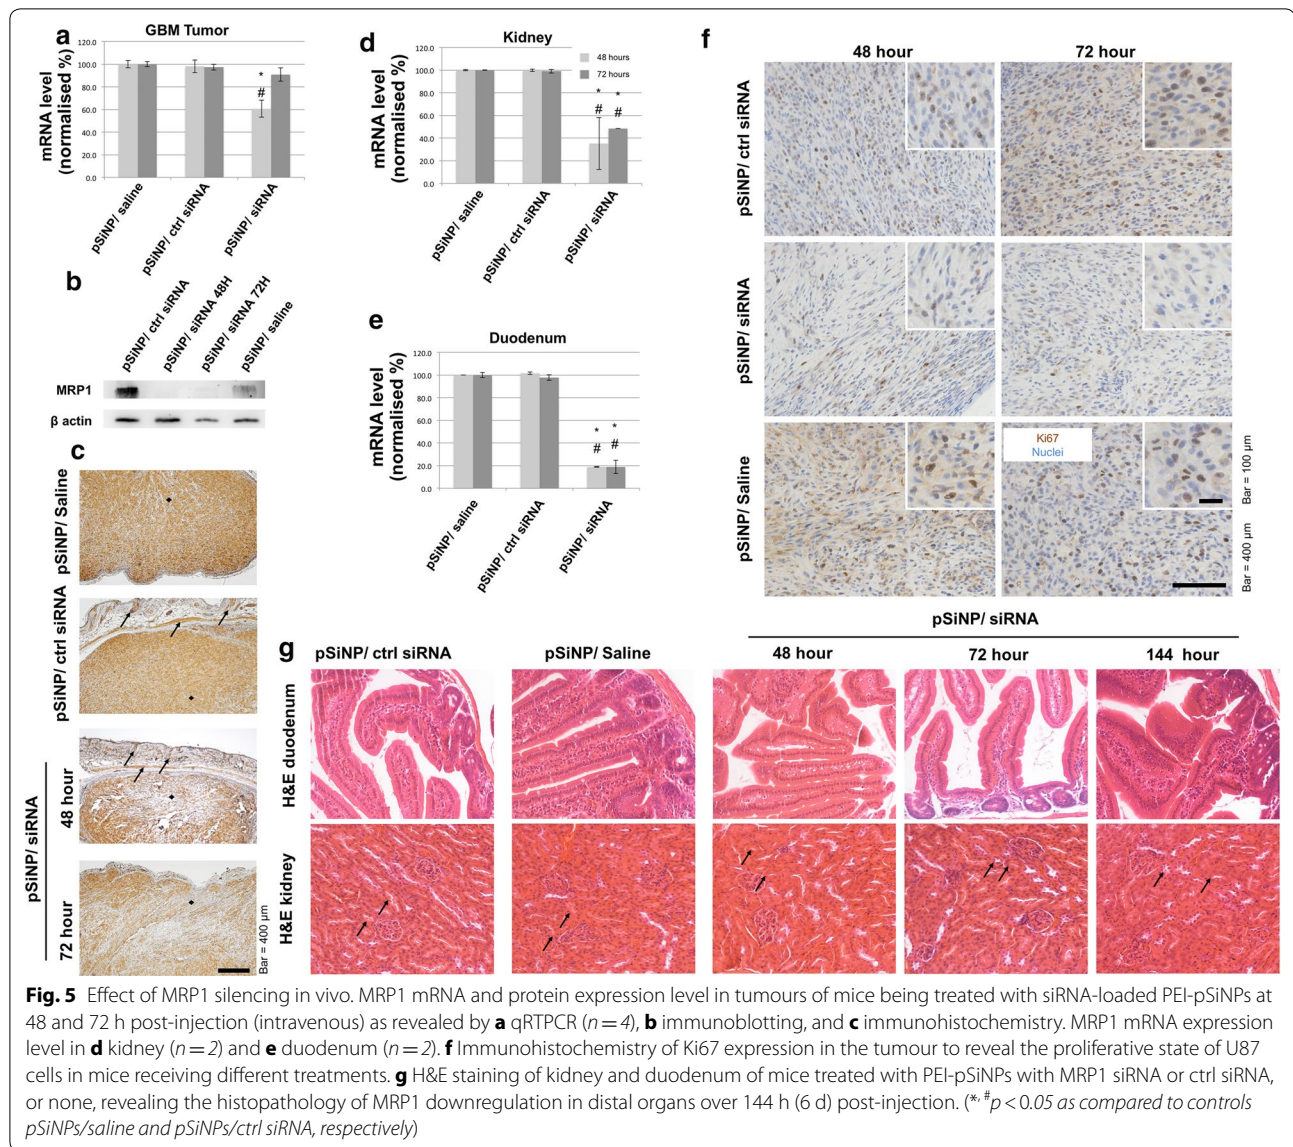 a
GBM Tumor
mRNA level
(normalised %)
120.0
100.0
80.0
60.0
40.0
20.0
0.0
*
#
pSiNP/ saline
pSiNP/ ctrl siRNA
pSiNP/ siRNA
b
pSiNP/ ctrl siRNA
pSiNP/ siRNA 48H
pSiNP/ siRNA 72H
pSiNP/ saline
MRP1
β actin
c
pSiNP/ Saline
pSiNP/ ctrl siRNA
pSiNP/ siRNA
48 hour
72 hour
Bar = 400 µm
d
Kidney
48 hours
72 hours
mRNA level
(normalised %)
120.0
100.0
80.0
60.0
40.0
20.0
0.0
* *
# #
pSiNP/ saline
pSiNP/ ctrl siRNA
pSiNP/ siRNA
e
Duodenum
mRNA level
(normalised %)
120.0
100.0
80.0
60.0
40.0
20.0
0.0
* *
# #
pSiNP/ saline
pSiNP/ ctrl siRNA
pSiNP/ siRNA
f
48 hour
72 hour
pSiNP/ ctrl siRNA
pSiNP/ siRNA
pSiNP/ Saline
Ki67
Nuclei
Bar = 100 µm
Bar = 400 µm
g
pSiNP/ ctrl siRNA
pSiNP/ Saline
pSiNP/ siRNA
48 hour
72 hour
144 hour
H&E duodenum
H&E kidney
Fig. 5 Effect of MRP1 silencing in vivo. MRP1 mRNA and protein expression level in tumours of mice being treated with siRNA-loaded PEI-pSiNPs at
48 and 72 h post-injection (intravenous) as revealed by a qRTPCR (n = 4), b immunoblotting, and c immunohistochemistry. MRP1 mRNA expression
level in d kidney (n = 2) and e duodenum (n = 2). f Immunohistochemistry of Ki67 expression in the tumour to reveal the proliferative state of U87
cells in mice receiving different treatments. g H&E staining of kidney and duodenum of mice treated with PEI-pSiNPs with MRP1 siRNA or ctrl siRNA,
or none, revealing the histopathology of MRP1 downregulation in distal organs over 144 h (6 d) post-injection. (*, #p < 0.05 as compared to controls
pSiNPs/saline and pSiNPs/ctrl siRNA, respectively)